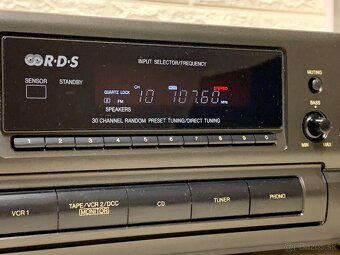 R·D·S
INPUT SELECTOR/FREQUENCY
SENSOR STANDBY
MUTING
QUARTZ LOCK CH STEREO
10 107.60 MHz
FM
SPEAKERS
BASS
30 CHANNEL RANDOM PRESET TUNING/DIRECT TUNING
MIN MAX
1 2 3 4 5 6 7 8 9 0
VCR 1
TAPE/VCR 2/DCC
MONITOR
CD
TUNER
PHONO